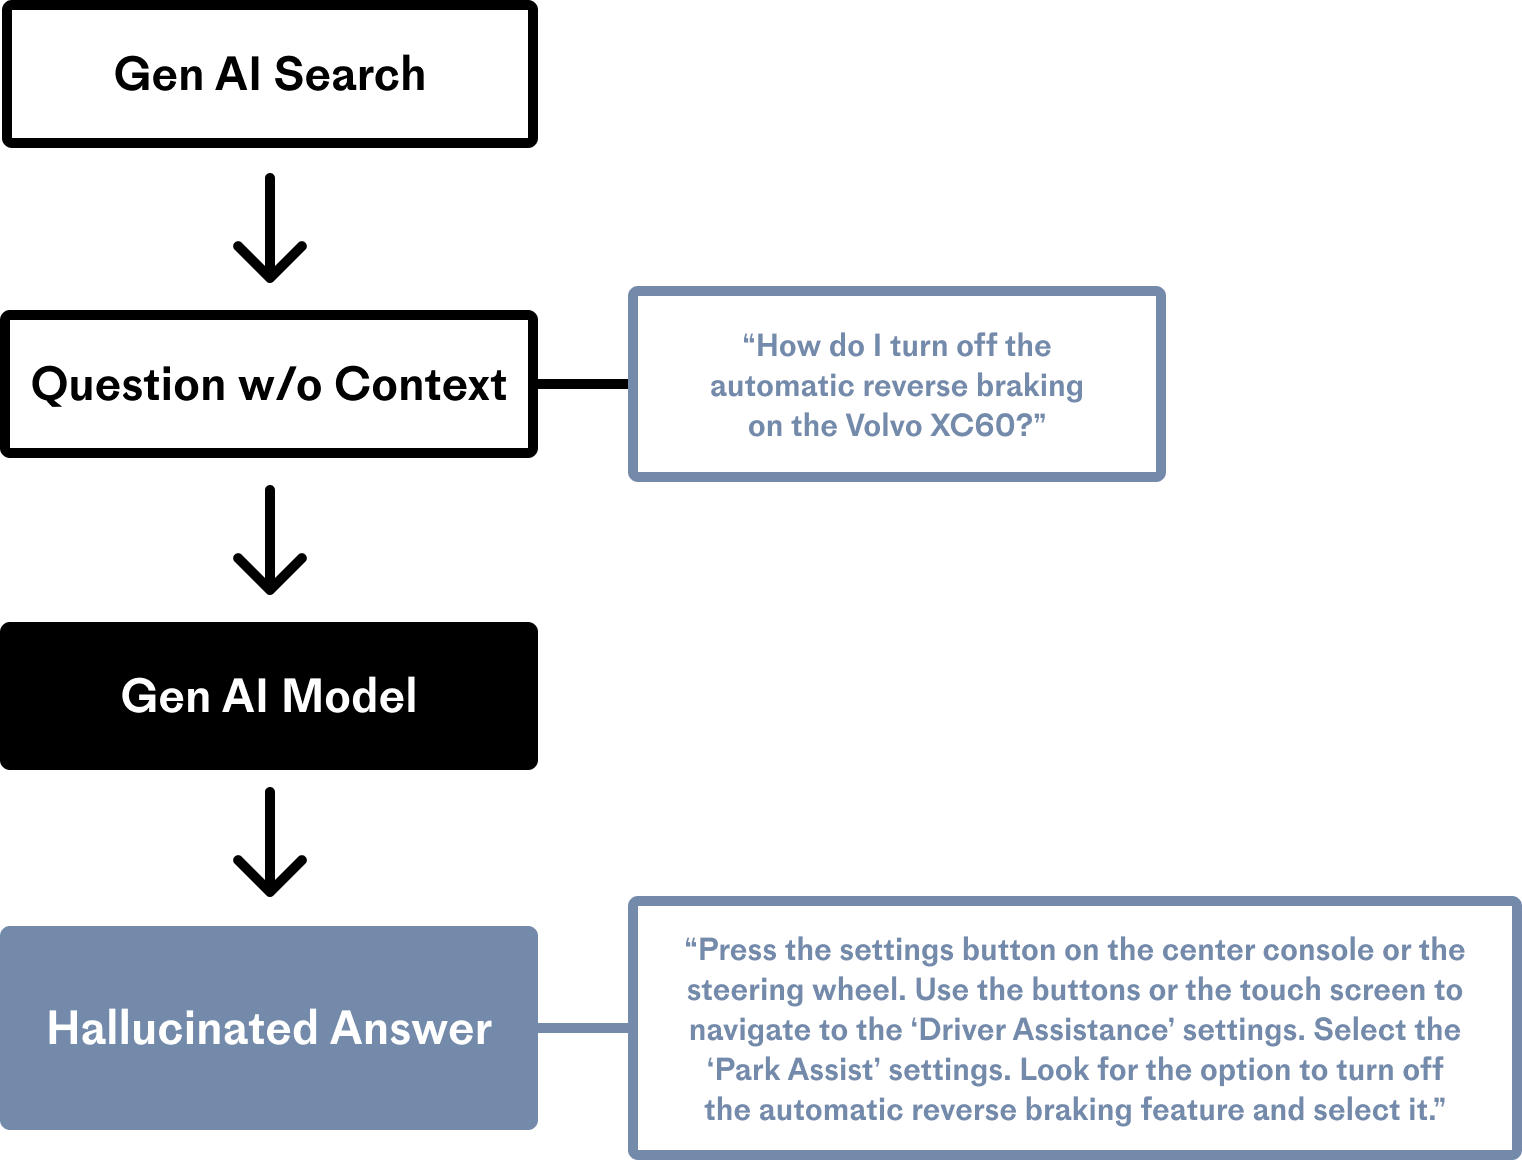 Gen AI Search
Question w/o Context
“How do I turn off the
automatic reverse braking
on the Volvo XC60?”
Gen AI Model
Hallucinated Answer
“Press the settings button on the center console or the
steering wheel. Use the buttons or the touch screen to
navigate to the ‘Driver Assistance’ settings. Select the
‘Park Assist’ settings. Look for the option to turn off
the automatic reverse braking feature and select it.”